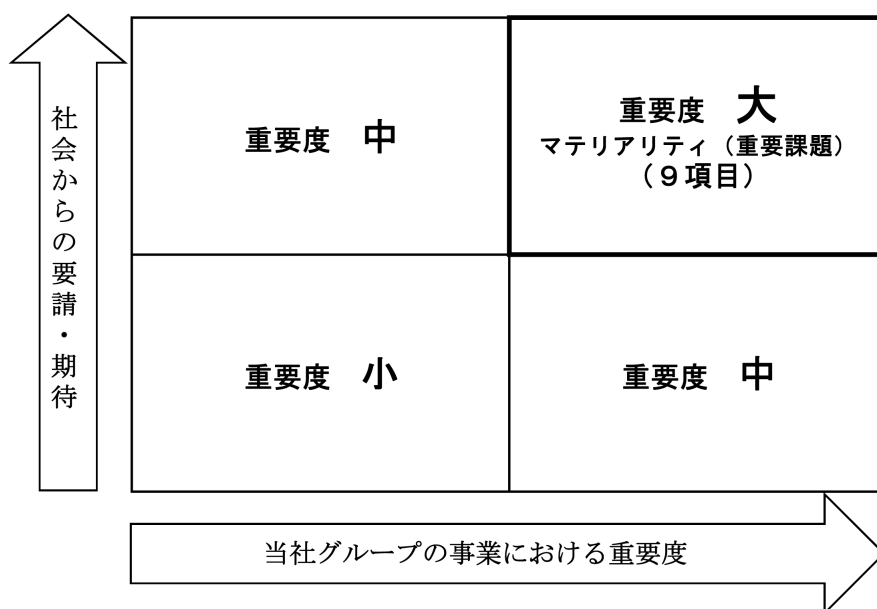 社会からの要請・期待
重要度 中
重要度 大
マテリアリティ（重要課題）
（９項目）
重要度 小
重要度 中
当社グループの事業における重要度